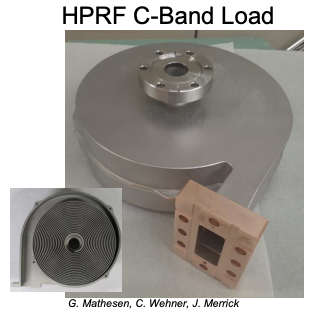 HPRF C-Band Load
G. Mathesen, C. Wehner, J. Merrick